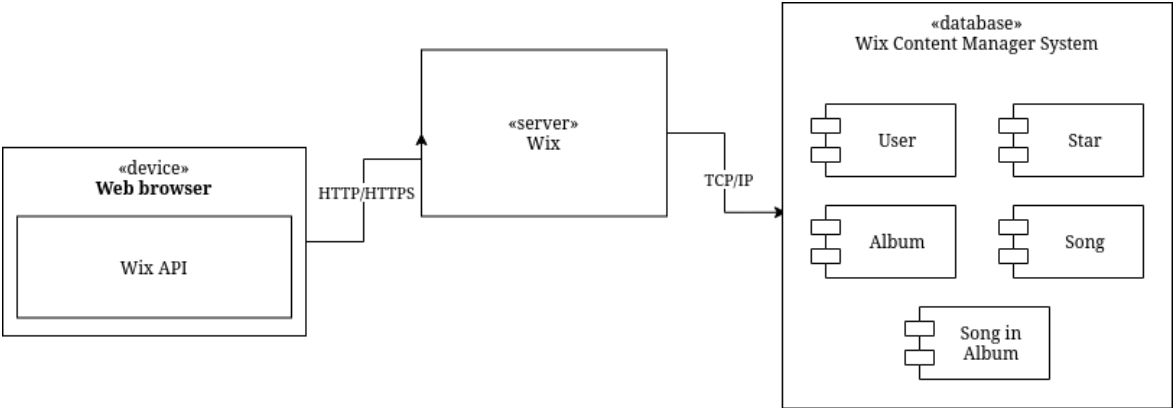 «device»
Web browser
Wix API
HTTP/HTTPS
«server»
Wix
TCP/IP
«database»
Wix Content Manager System
User
Star
Album
Song
Song in
Album